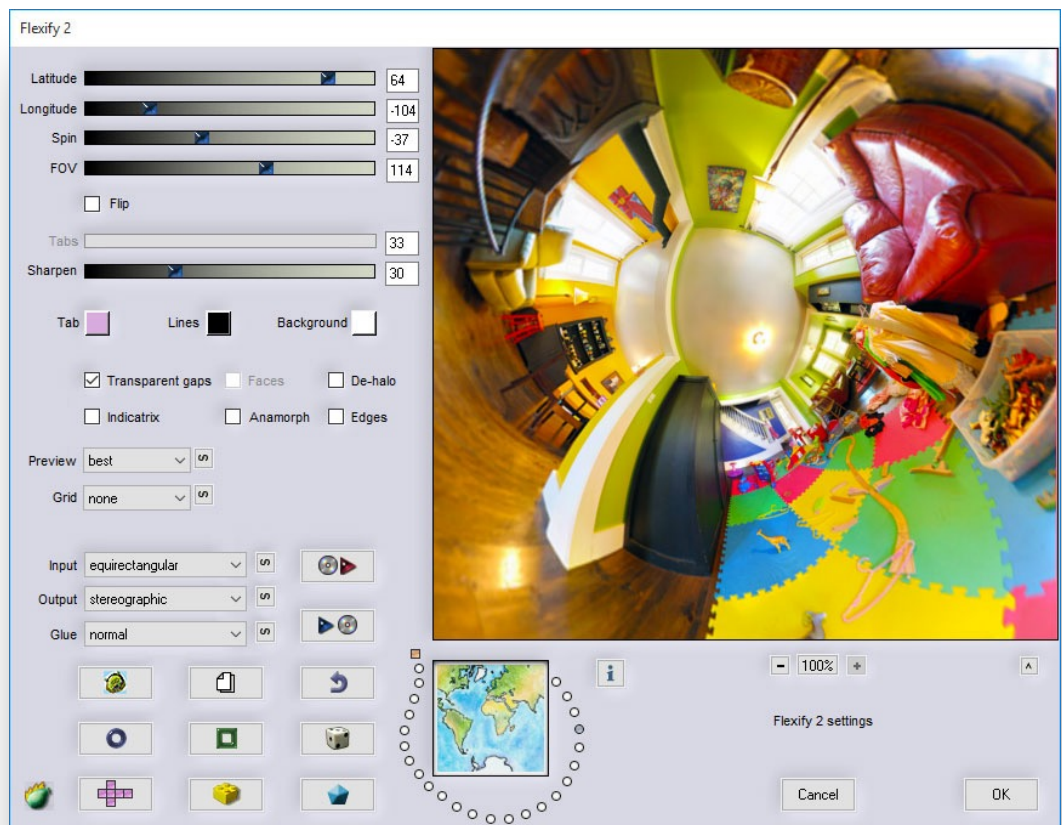 Flexify 2
Latitude 64
Longitude -104
Spin -37
FOV 114
Flip
Tabs 33
Sharpen 30
Tab Lines Background
Transparent gaps Faces De-halo
Indicatrix Anamorph Edges
Preview best S
Grid none S
Input equirectangular S
Output stereographic S
Glue normal S
i - 100% + ^
Flexify 2 settings
Cancel OK